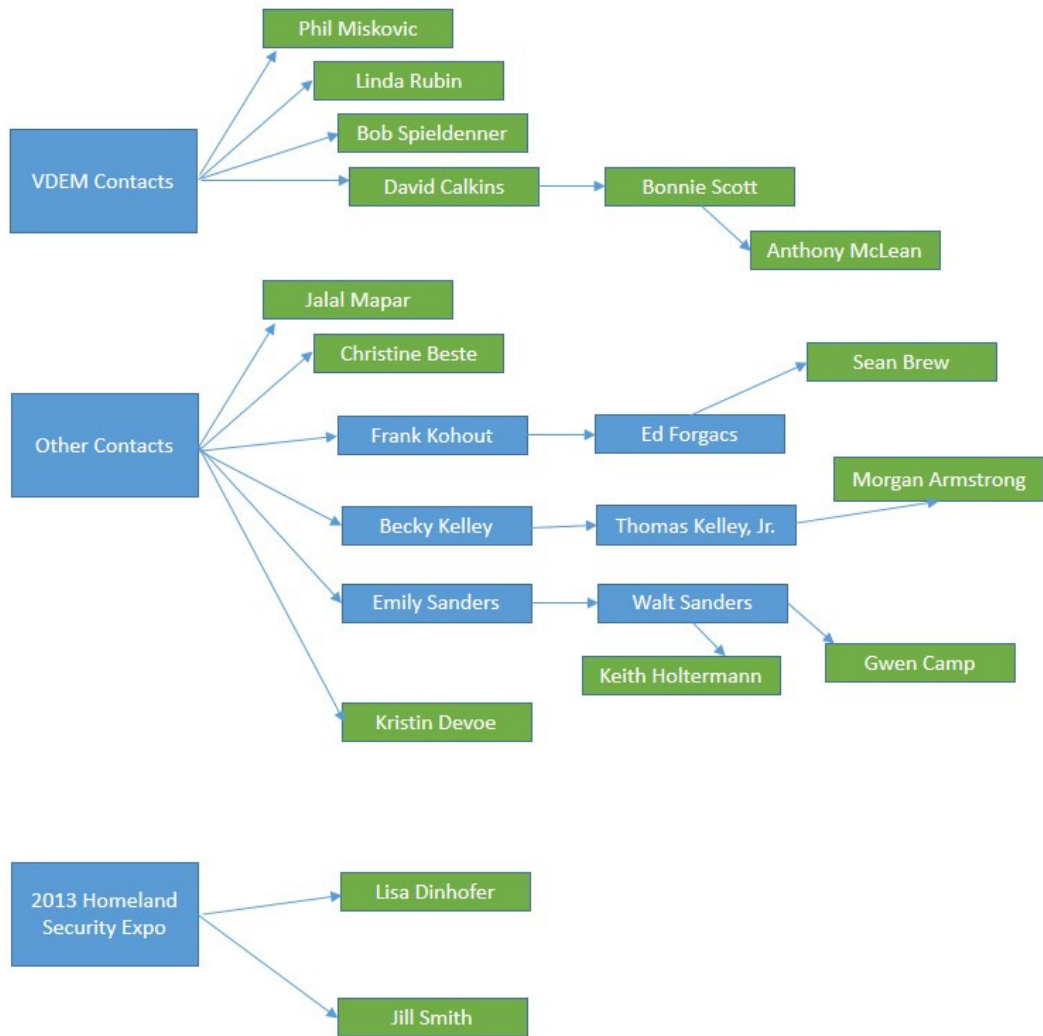 Phil Miskovic
Linda Rubin
Bob Spieldenner
VDEM Contacts
David Calkins
Bonnie Scott
Anthony McLean
Jalal Mapar
Christine Beste
Sean Brew
Other Contacts
Frank Kohout
Ed Forgacs
Morgan Armstrong
Becky Kelley
Thomas Kelley, Jr.
Emily Sanders
Walt Sanders
Keith Holtermann
Gwen Camp
Kristin Devoe
2013 Homeland
Security Expo
Lisa Dinhofer
Jill Smith